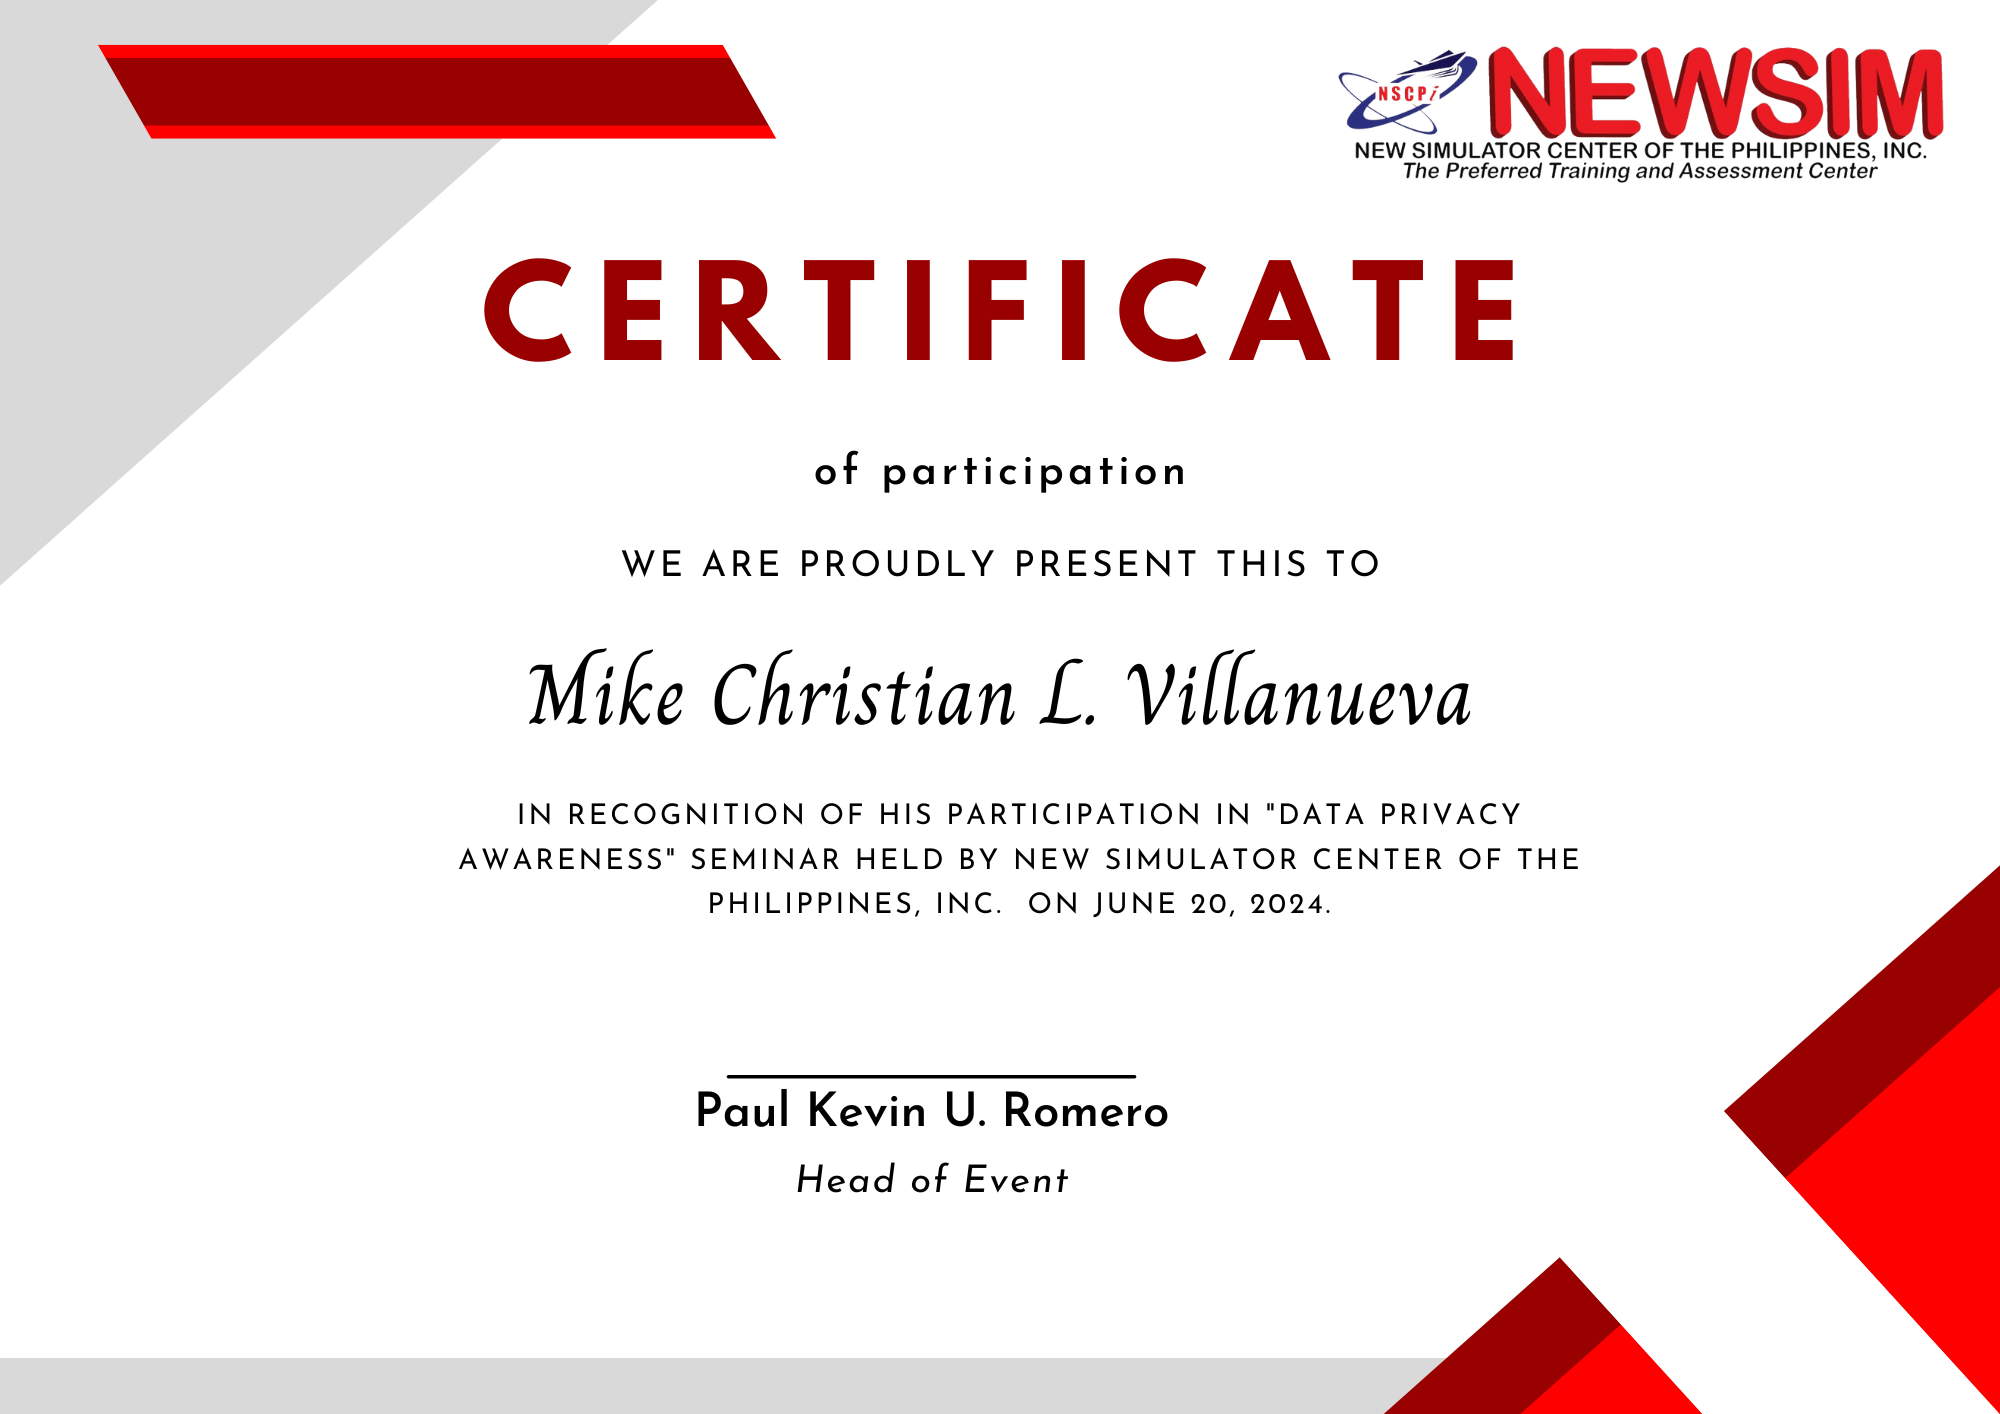 NSCPi
NEWSIM
NEW SIMULATOR CENTER OF THE PHILIPPINES, INC.
The Preferred Training and Assessment Center
CERTIFICATE
of participation
WE ARE PROUDLY PRESENT THIS TO
Mike Christian L. Villanueva
IN RECOGNITION OF HIS PARTICIPATION IN "DATA PRIVACY
AWARENESS" SEMINAR HELD BY NEW SIMULATOR CENTER OF THE
PHILIPPINES, INC.  ON JUNE 20, 2024.
Paul Kevin U. Romero
Head of Event